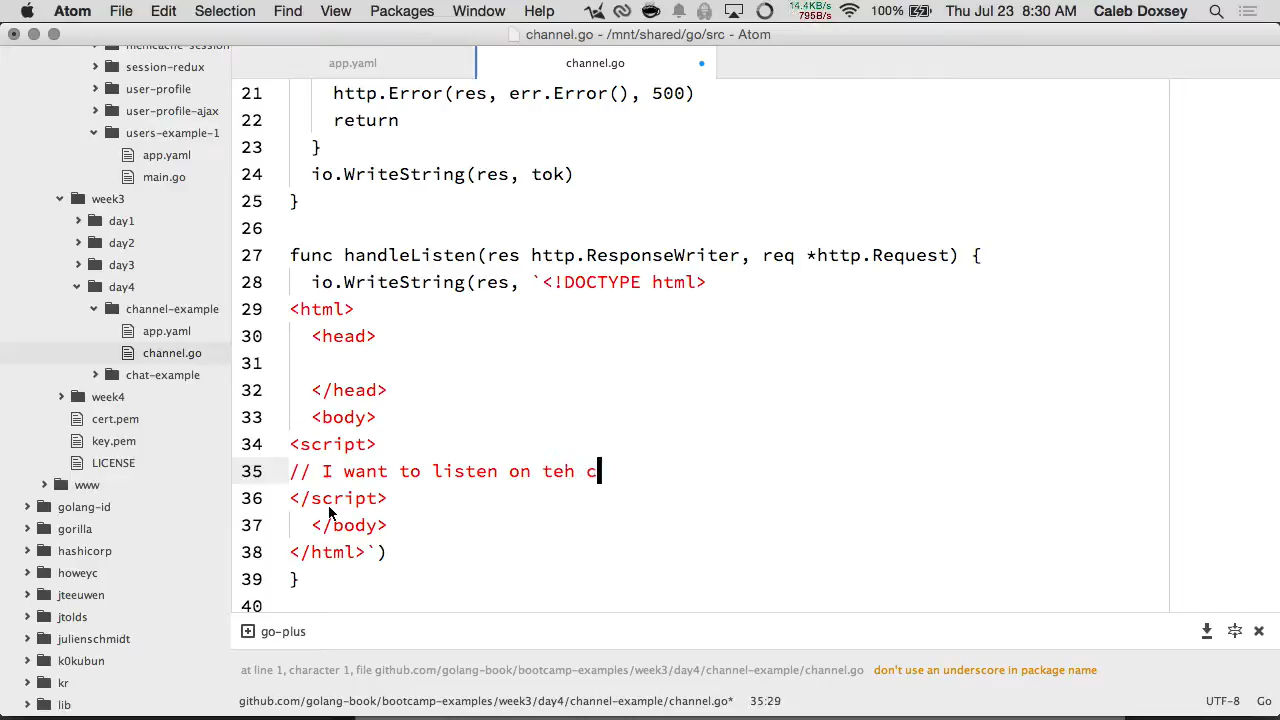 Atom File Edit Selection Find View Packages Window Help 14.4KB/s 795B/s 100% Thu Jul 23 8:30 AM Caleb Doxsey
channel.go - /mnt/shared/go/src - Atom
memcache-session
session-redux
user-profile
user-profile-ajax
users-example-1
app.yaml
main.go
week3
day1
day2
day3
day4
channel-example
app.yaml
channel.go
chat-example
week4
cert.pem
key.pem
LICENSE
www
golang-id
gorilla
hashicorp
howeyc
jteeuwen
jtolds
julienschmidt
k0kubun
kr
lib
app.yaml channel.go
21 http.Error(res, err.Error(), 500)
22 return
23 }
24 io.WriteString(res, tok)
25 }
26
27 func handleListen(res http.ResponseWriter, req *http.Request) {
28 io.WriteString(res, `<!DOCTYPE html>
29 <html>
30 <head>
31
32 </head>
33 <body>
34 <script>
35 // I want to listen on teh c
36 </script>
37 </body>
38 </html>`)
39 }
40
go-plus
at line 1, character 1, file github.com/golang-book/bootcamp-examples/week3/day4/channel-example/channel.go don't use an underscore in package name
github.com/golang-book/bootcamp-examples/week3/day4/channel-example/channel.go* 35:29 UTF-8 Go